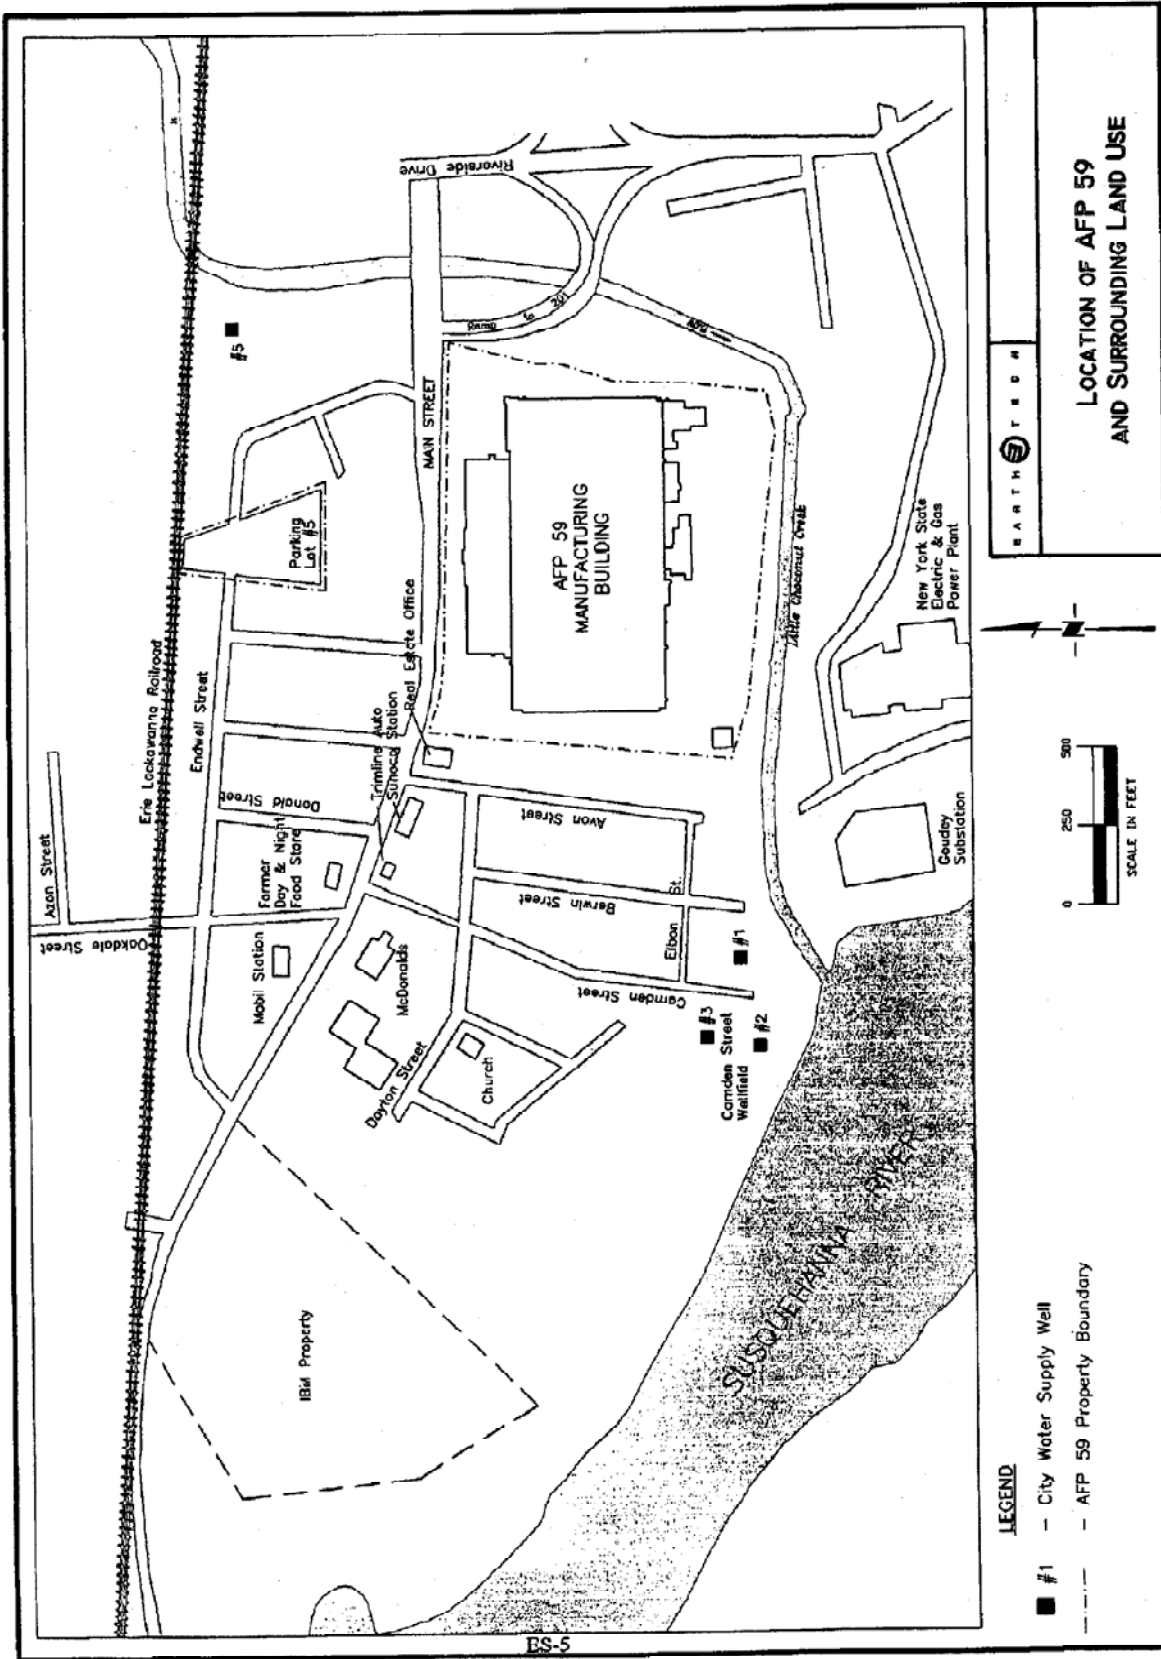 Azon Street
Oakdale Street
Erie Lackawanna Railroad
Endwell Street
Donald Street
Former
Day & Night
Food Store
Mobil Station
Trimline Auto
Sunoco Station
Real Estate Office
Parking
Lot #5
#5
MAIN STREET
Riverside Drive
Ramp
to
201
AFP 59
MANUFACTURING
BUILDING
McDonalds
Dayton Street
Church
Avon Street
Berwin Street
Camden Street
Elbon
St.
#1
#3
#2
Camden Street
Wellfield
Little Choconut Creek
New York State
Electric & Gas
Power Plant
Goudey
Substation
IBM Property
SUSQUEHANNA RIVER
LEGEND
#1 – City Water Supply Well
– AFP 59 Property Boundary
0 250 500
SCALE IN FEET
EARTH TECH
LOCATION OF AFP 59
AND SURROUNDING LAND USE
ES-5